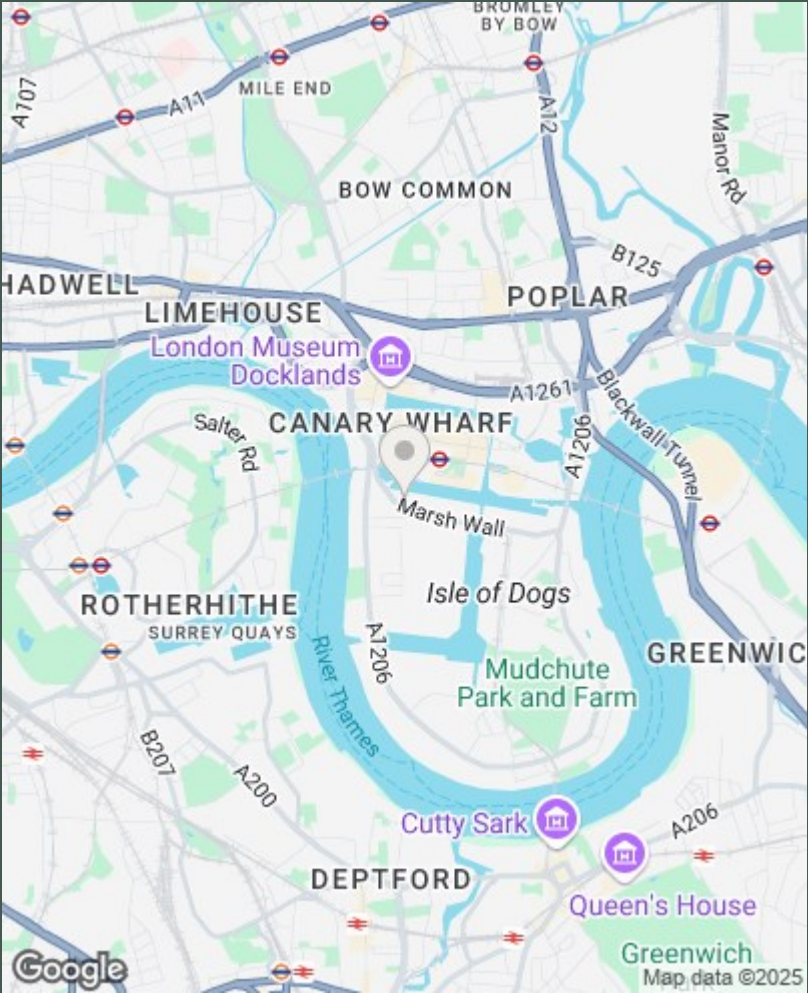 BROMLEY
BY BOW
A107
A11
MILE END
A12
Manor Rd
BOW COMMON
B125
HADWELL
LIMEHOUSE
POPLAR
London Museum
Docklands
A1261
Blackwall Tunnel
CANARY WHARF
Salter Rd
A1206
Marsh Wall
Isle of Dogs
ROTHERHITHE
SURREY QUAYS
A1206
River Thames
GREENWIC
Mudchute
Park and Farm
B207
A200
Cutty Sark
A206
DEPTFORD
Queen's House
Greenwich
Park
Google
Map data ©2025